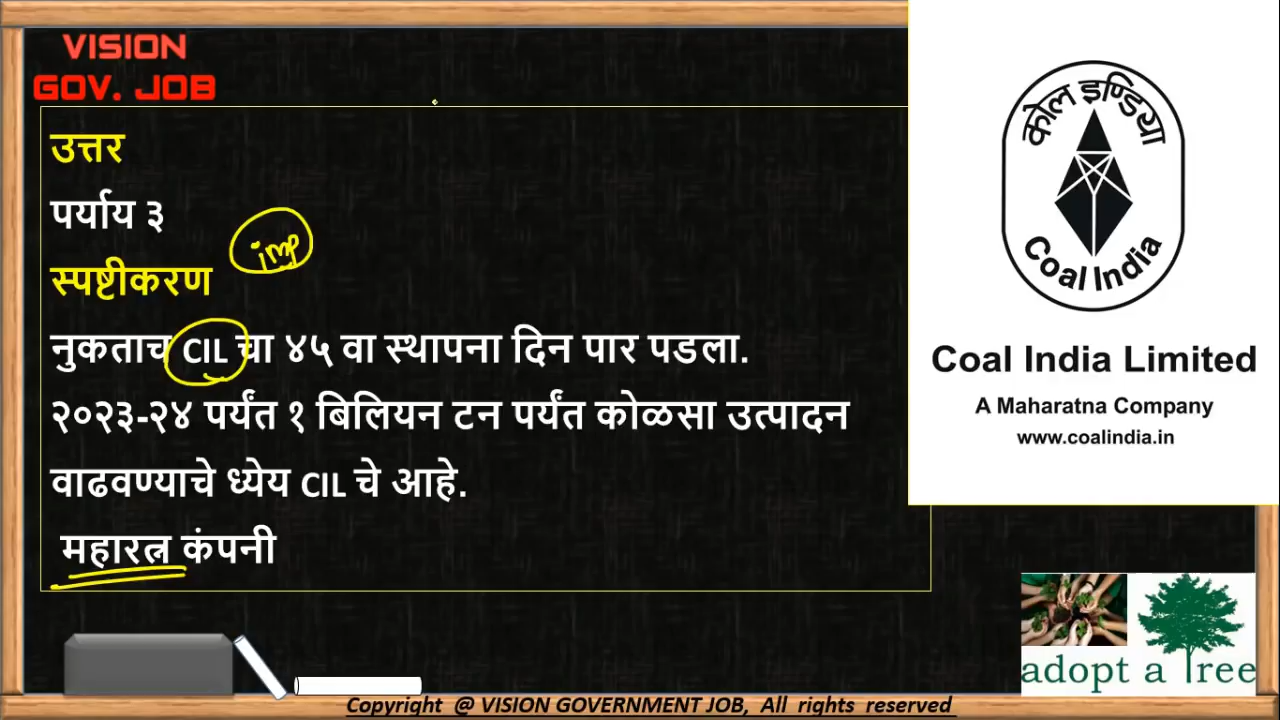 VISION
GOV. JOB
उत्तर
पर्याय ३
imp
स्पष्टीकरण
नुकताच CIL चा ४५ वा स्थापना दिन पार पडला.
२०२३-२४ पर्यंत १ बिलियन टन पर्यंत कोळसा उत्पादन
वाढवण्याचे ध्येय CIL चे आहे.
महारत्न कंपनी
कोल इण्डिया
Coal India
Coal India Limited
A Maharatna Company
www.coalindia.in
adopt a Tree
Copyright @ VISION GOVERNMENT JOB, All rights reserved